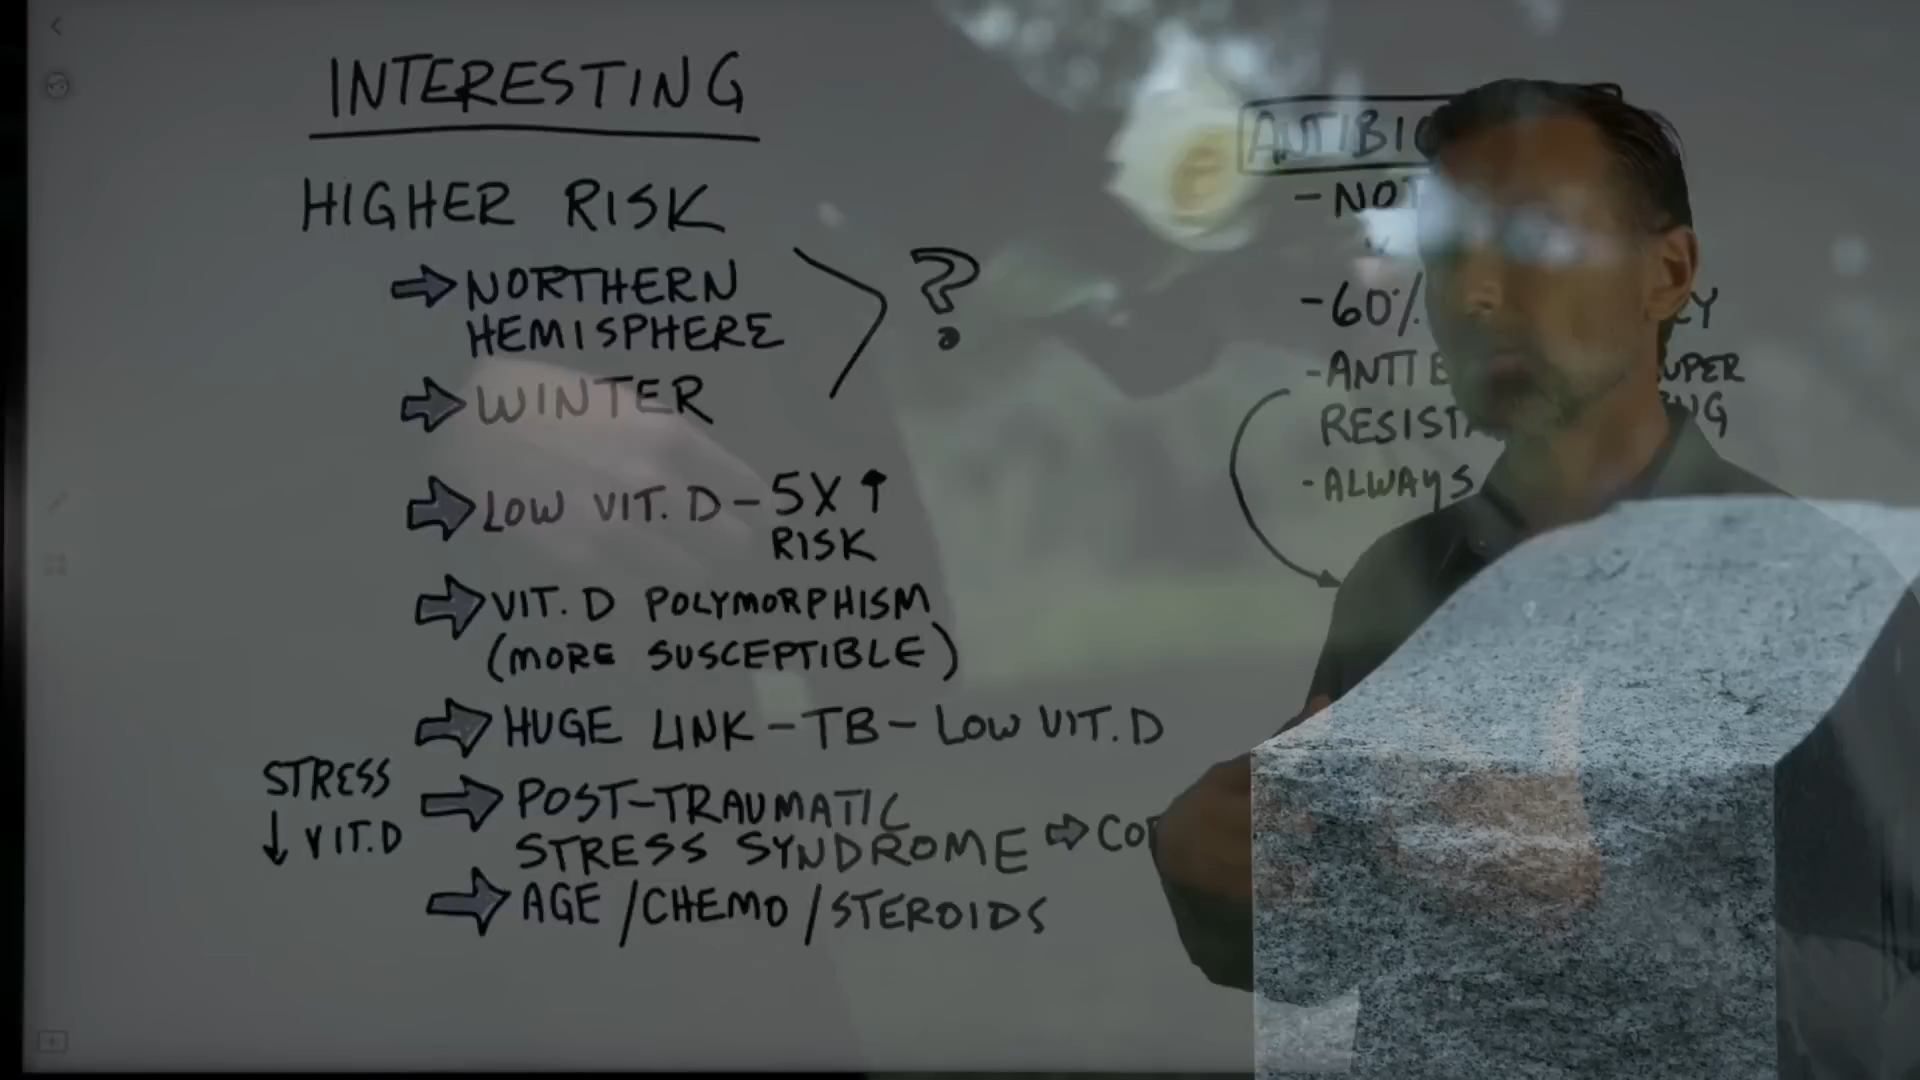 INTERESTING
HIGHER RISK
NORTHERN
HEMISPHERE
?
WINTER
LOW VIT. D - 5X ↑
RISK
VIT. D POLYMORPHISM
(MORE SUSCEPTIBLE)
HUGE LINK - TB - LOW VIT. D
STRESS
↓ VIT. D
POST-TRAUMATIC
STRESS SYNDROME ⇒
AGE / CHEMO / STEROIDS
- 60%
RESIST
- ALWAYS